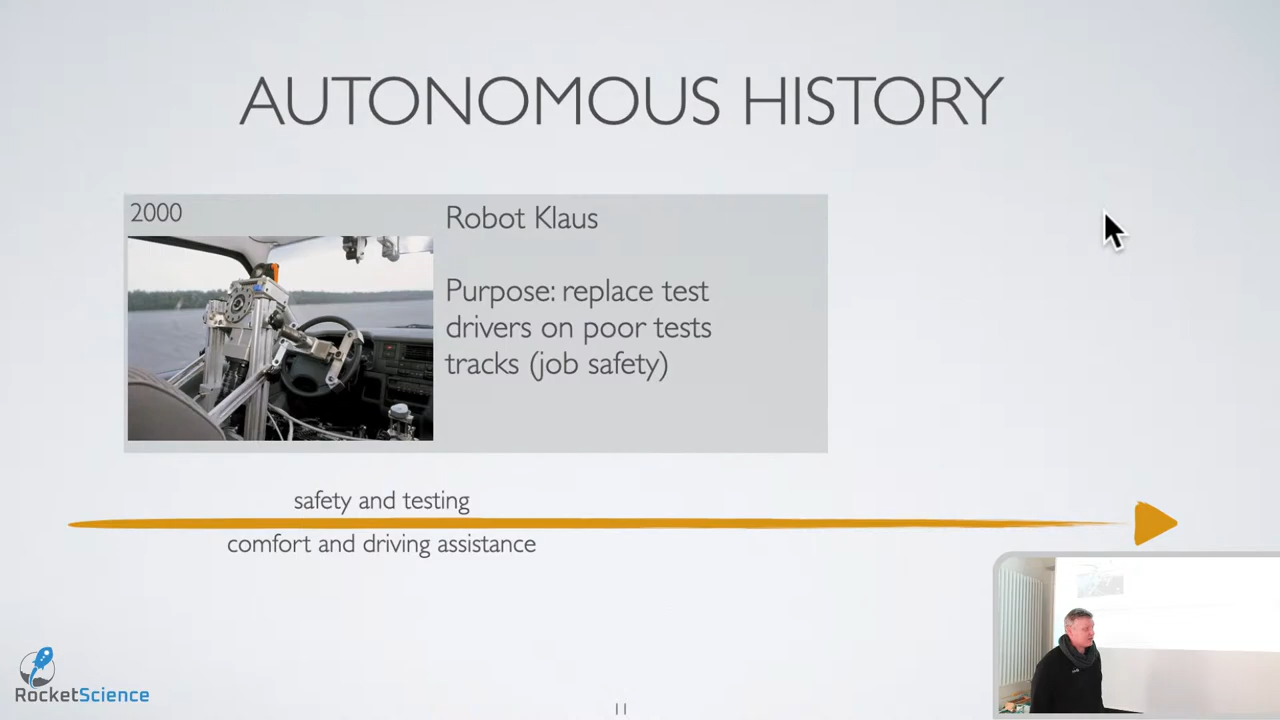 AUTONOMOUS HISTORY
2000
Robot Klaus
Purpose: replace test
drivers on poor tests
tracks (job safety)
safety and testing
comfort and driving assistance
RocketScience
11